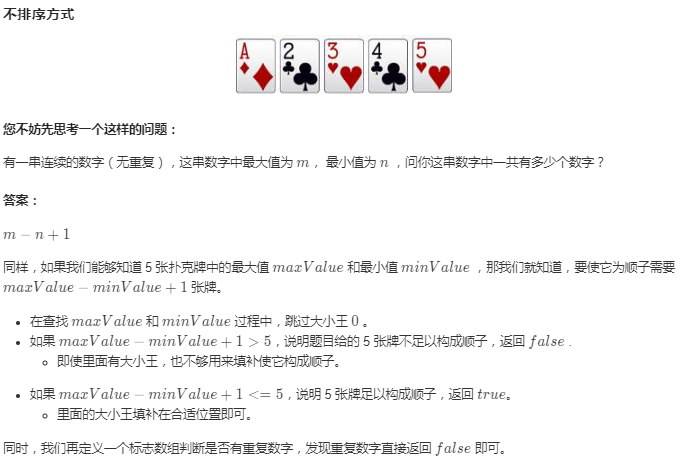 不排序方式
A 2 3 4 5
您不妨先思考一个这样的问题：
有一串连续的数字（无重复），这串数字中最大值为 m ， 最小值为 n ，问你这串数字中一共有多少个数字？
答案：
m − n + 1
同样，如果我们能够知道 5 张扑克牌中的最大值 maxValue 和最小值 minValue ，那我们就知道，要使它为顺子需要
maxValue − minValue + 1 张牌。
• 在查找 maxValue 和 minValue 过程中，跳过大小王 0 。
• 如果 maxValue − minValue + 1 > 5，说明题目给的 5 张牌不足以构成顺子，返回 false .
○ 即使里面有大小王，也不够用来填补使它构成顺子。
• 如果 maxValue − minValue + 1 <= 5，说明 5 张牌足以构成顺子，返回 true。
○ 里面的大小王填补在合适位置即可。
同时，我们再定义一个标志数组判断是否有重复数字，发现重复数字直接返回 false 即可。